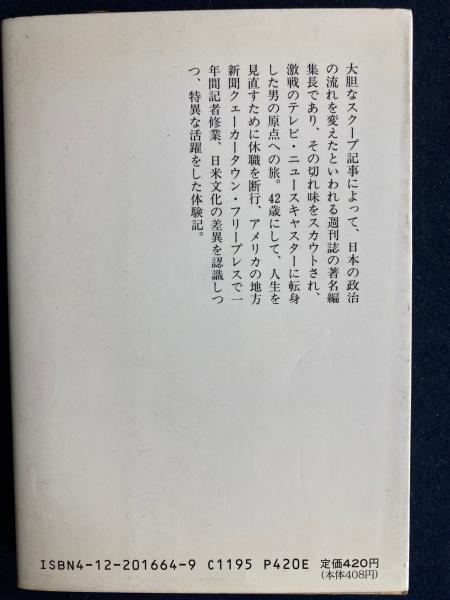 大胆なスクープ記事によって、日本の政治
の流れを変えたといわれる週刊誌の著名編
集長であり、その切れ味をスカウトされ、
激戦のテレビ・ニュースキャスターに転身
した男の原点への旅。42歳にして、人生を
見直すために休職を断行、アメリカの地方
新聞クェーカータウン・フリープレスで一
年間記者修業、日米文化の差異を認識しつ
つ、特異な活躍をした体験記。
ISBN4-12-201664-9 C1195 P420E 定価420円
(本体408円)